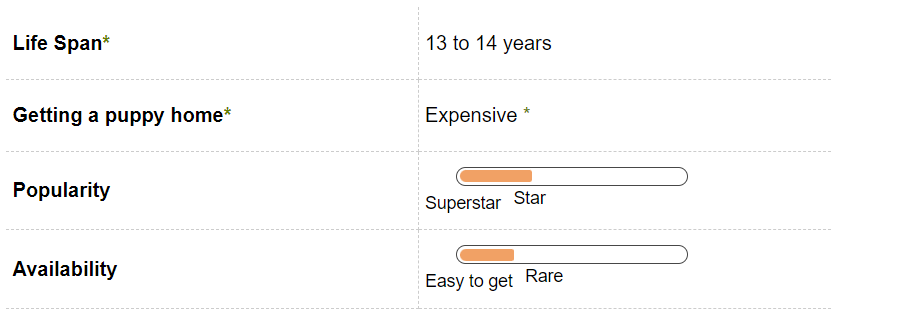 Life Span* 13 to 14 years
Getting a puppy home* Expensive *
Popularity
Superstar Star
Availability
Easy to get Rare